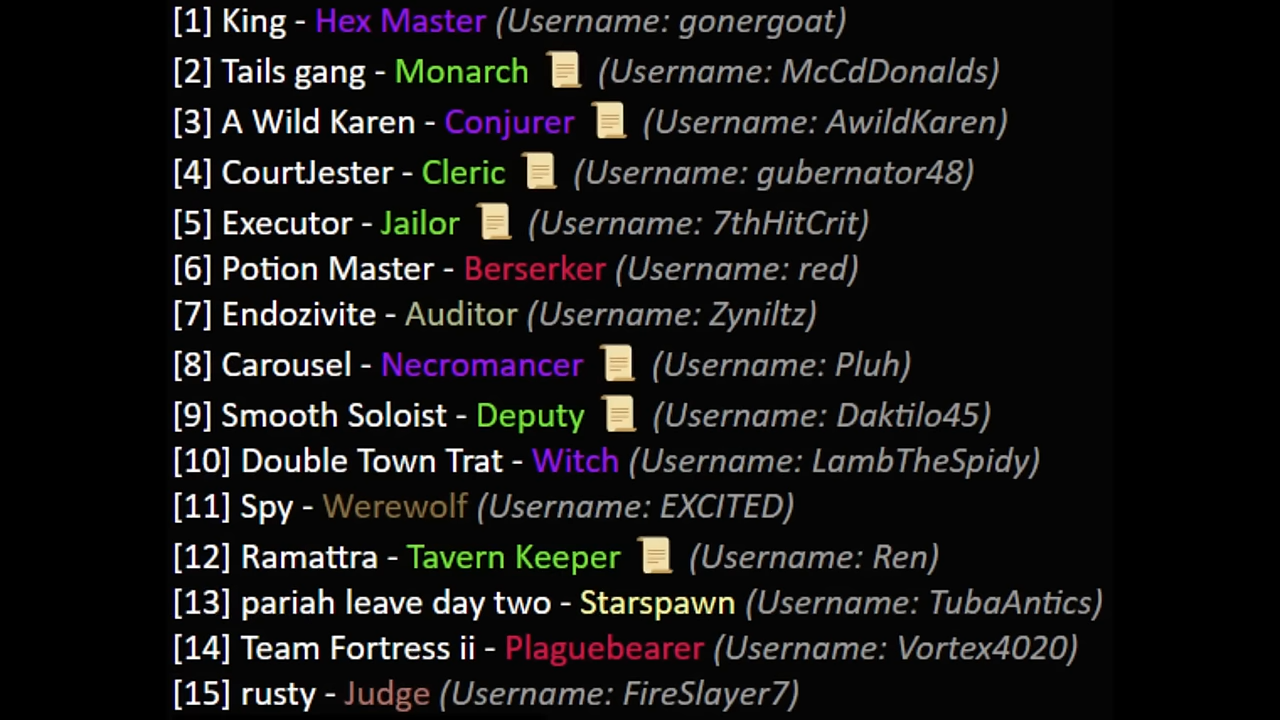 [1] King - Hex Master (Username: gonergoat)
[2] Tails gang - Monarch 📜 (Username: McCdDonalds)
[3] A Wild Karen - Conjurer 📜 (Username: AwildKaren)
[4] CourtJester - Cleric 📜 (Username: gubernator48)
[5] Executor - Jailor 📜 (Username: 7thHitCrit)
[6] Potion Master - Berserker (Username: red)
[7] Endozivite - Auditor (Username: Zyniltz)
[8] Carousel - Necromancer 📜 (Username: Pluh)
[9] Smooth Soloist - Deputy 📜 (Username: Daktilo45)
[10] Double Town Trat - Witch (Username: LambTheSpidy)
[11] Spy - Werewolf (Username: EXCITED)
[12] Ramattra - Tavern Keeper 📜 (Username: Ren)
[13] pariah leave day two - Starspawn (Username: TubaAntics)
[14] Team Fortress ii - Plaguebearer (Username: Vortex4020)
[15] rusty - Judge (Username: FireSlayer7)